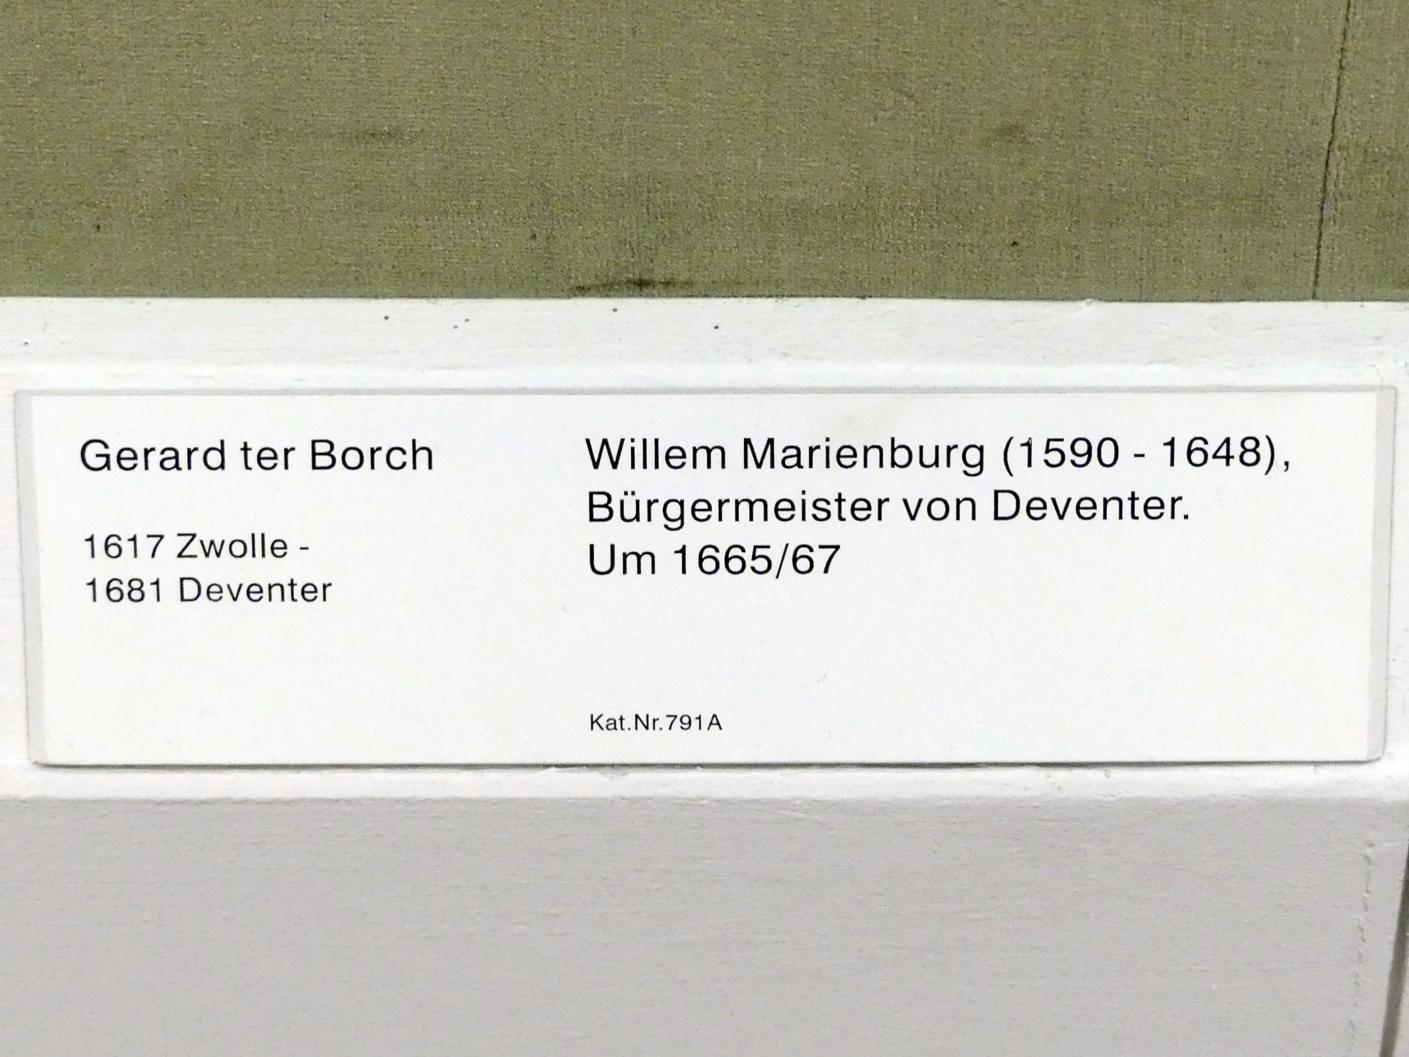 Gerard ter Borch
1617 Zwolle -
1681 Deventer
Willem Marienburg (1590 - 1648),
Bürgermeister von Deventer.
Um 1665/67
Kat.Nr.791A